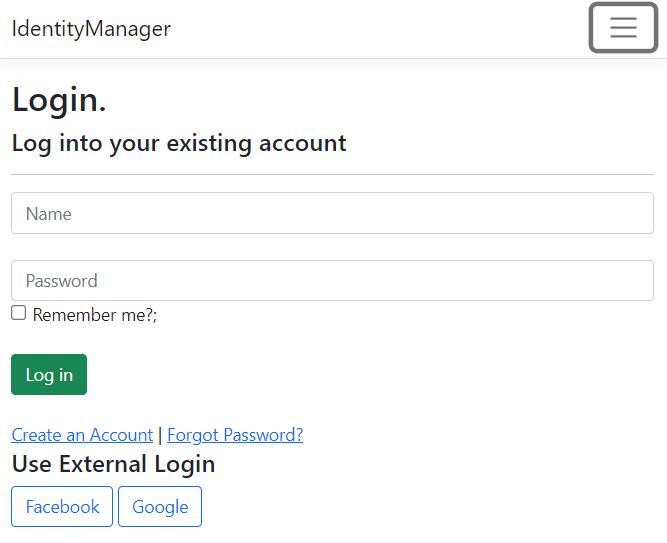 IdentityManager
Login.
Log into your existing account
Name
Password
Remember me?;
Log in
Create an Account | Forgot Password?
Use External Login
Facebook Google